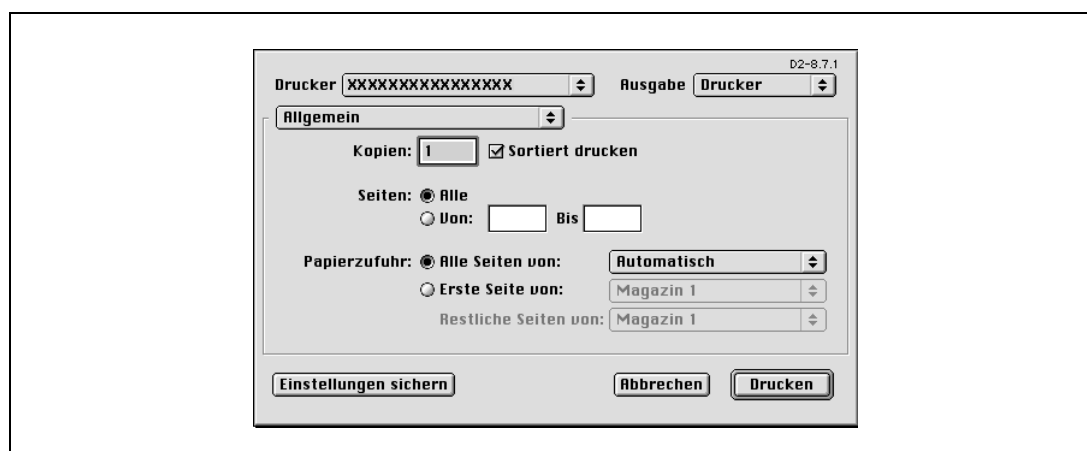 D2-8.7.1
Drucker XXXXXXXXXXXXXXX Ausgabe Drucker
Allgemein
Kopien: 1 Sortiert drucken
Seiten: Alle
Von: Bis
Papierzufuhr: Alle Seiten von: Automatisch
Erste Seite von: Magazin 1
Restliche Seiten von: Magazin 1
Einstellungen sichern Abbrechen Drucken